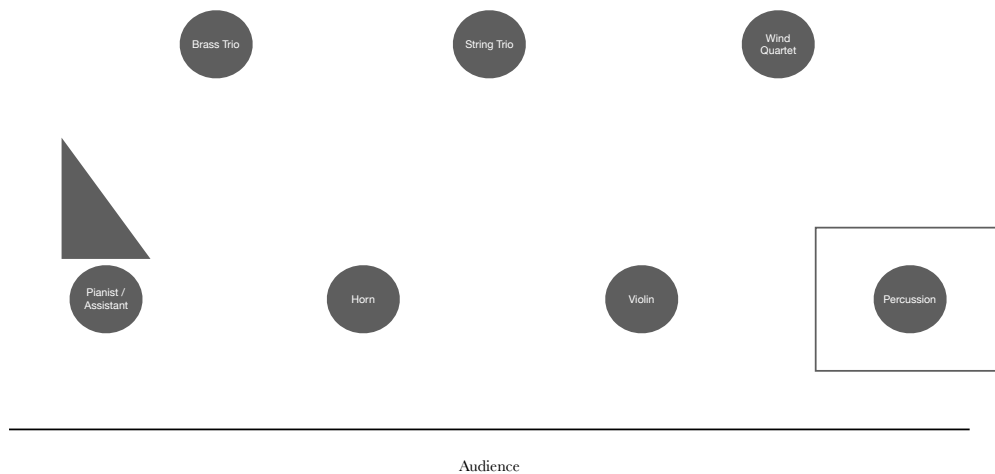 Brass Trio
String Trio
Wind
Quartet
Pianist /
Assistant
Horn
Violin
Percussion
Audience